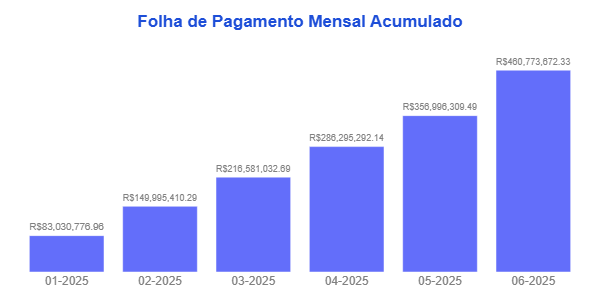 Folha de Pagamento Mensal Acumulado
R$83,030,776.96
R$149,995,410.29
R$216,581,032.69
R$286,295,292.14
R$356,996,309.49
R$460,773,672.33
01-2025
02-2025
03-2025
04-2025
05-2025
06-2025